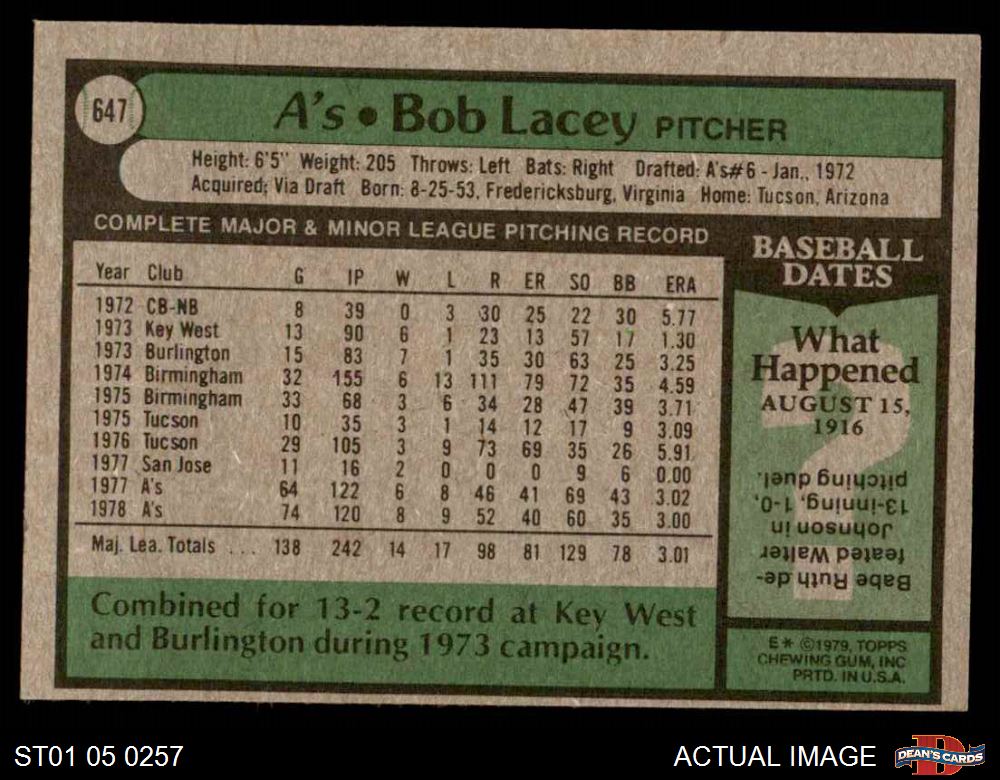 647
A's • Bob Lacey PITCHER
Height: 6'5" Weight: 205 Throws: Left Bats: Right Drafted: A's#6 - Jan., 1972
Acquired: Via Draft Born: 8-25-53, Fredericksburg, Virginia Home: Tucson, Arizona
COMPLETE MAJOR & MINOR LEAGUE PITCHING RECORD
Year Club G IP W L R ER SO BB ERA
1972 CB-NB 8 39 0 3 30 25 22 30 5.77
1973 Key West 13 90 6 1 23 13 57 17 1.30
1973 Burlington 15 83 7 1 35 30 63 25 3.25
1974 Birmingham 32 155 6 13 111 79 72 35 4.59
1975 Birmingham 33 68 3 6 34 28 47 39 3.71
1975 Tucson 10 35 3 1 14 12 17 9 3.09
1976 Tucson 29 105 3 9 73 69 35 26 5.91
1977 San Jose 11 16 2 0 0 0 9 6 0.00
1977 A's 64 122 6 8 46 41 69 43 3.02
1978 A's 74 120 8 9 52 40 60 35 3.00
Maj. Lea. Totals ... 138 242 14 17 98 81 129 78 3.01
Combined for 13-2 record at Key West
and Burlington during 1973 campaign.
BASEBALL
DATES
What
Happened
AUGUST 15,
1916
?
Babe Ruth de-
feated Walter
Johnson in
13-inning, 1-0,
pitching duel.
E* ©1979, TOPPS
CHEWING GUM, INC
PRTD. IN U.S.A.
ST01 05 0257
ACTUAL IMAGE
D
DEAN'S CARDS